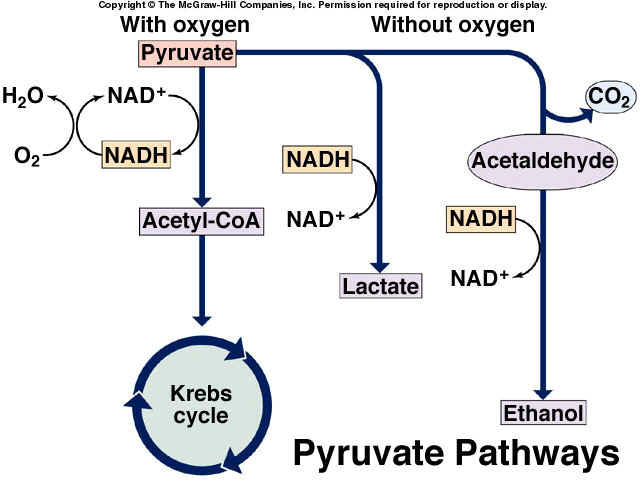 Copyright © The McGraw-Hill Companies, Inc. Permission required for reproduction or display.
With oxygen
Without oxygen
Pyruvate
H₂O
NAD⁺
O₂
NADH
CO₂
Acetaldehyde
NADH
NAD⁺
Acetyl-CoA
NADH
NAD⁺
Lactate
Krebs
cycle
Ethanol
Pyruvate Pathways